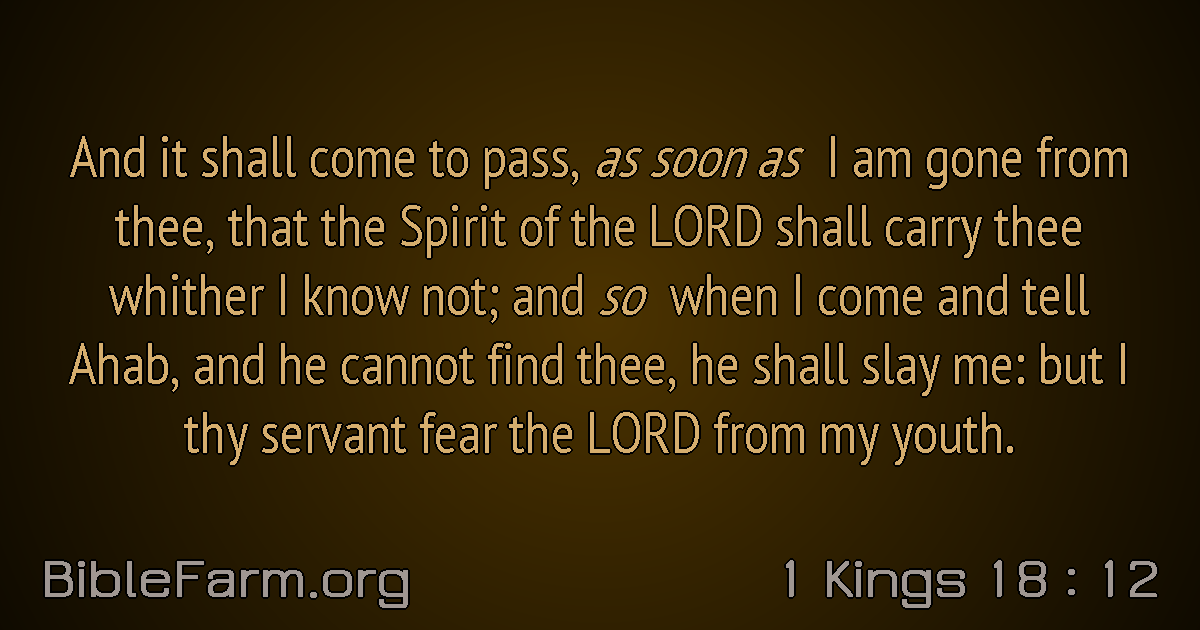 And it shall come to pass, as soon as I am gone from
thee, that the Spirit of the LORD shall carry thee
whither I know not; and so when I come and tell
Ahab, and he cannot find thee, he shall slay me: but I
thy servant fear the LORD from my youth.
BibleFarm.org
1 Kings 18 : 12